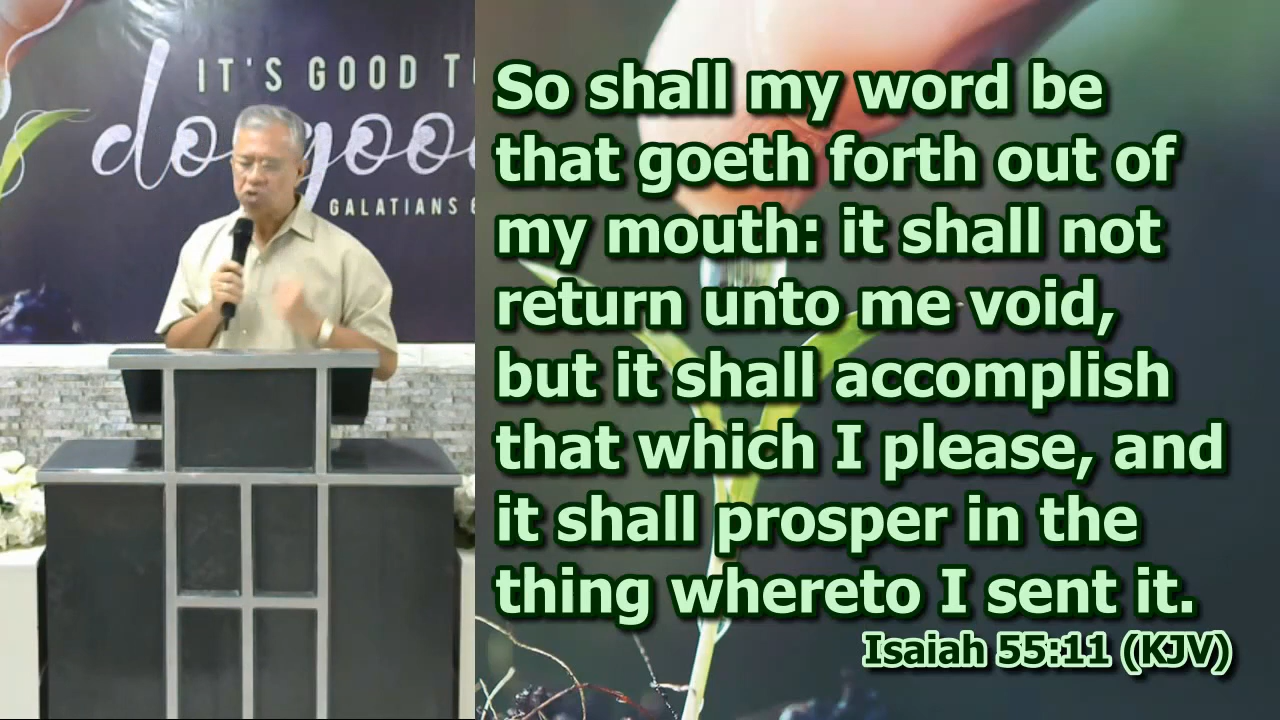 IT'S GOOD
do good
GALATIANS
So shall my word be
that goeth forth out of
my mouth: it shall not
return unto me void,
but it shall accomplish
that which I please, and
it shall prosper in the
thing whereto I sent it.
Isaiah 55:11 (KJV)